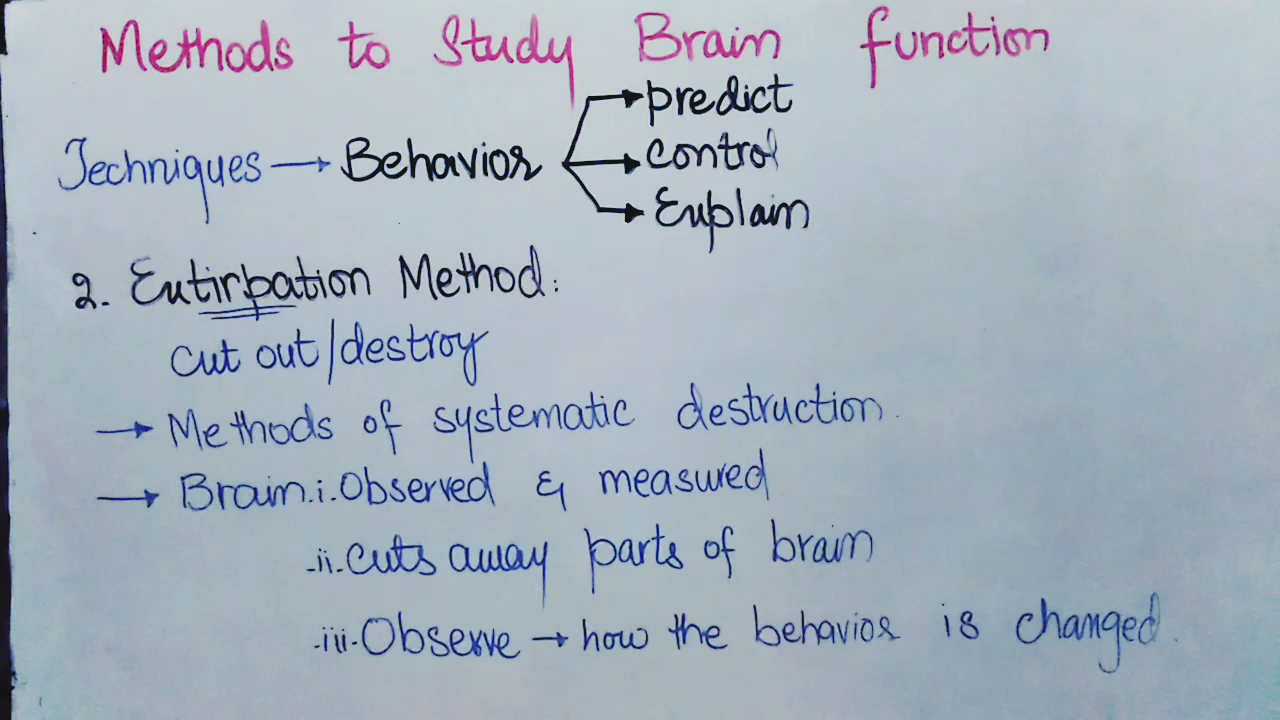 Methods to Study Brain function
predict
Techniques → Behavior → control
Explain
2. Extirpation Method:
cut out/destroy
→ Methods of systematic destruction.
→ Brain.i.Observed & measured
.ii.cuts away parts of brain
.iii.Observe → how the behavior is changed.